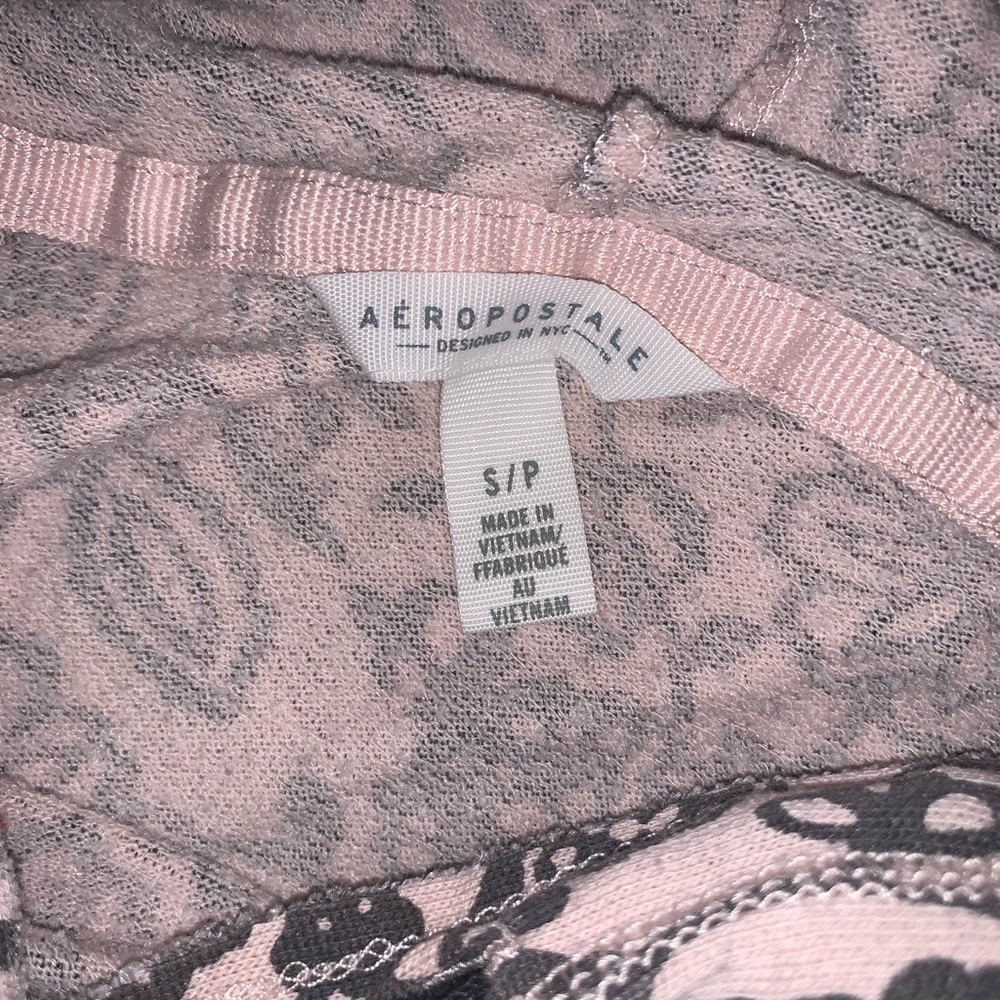 AÉROPOSTALE
DESIGNED IN NYC
S/P
MADE IN
VIETNAM/
FFABRIQUÉ
AU
VIETNAM